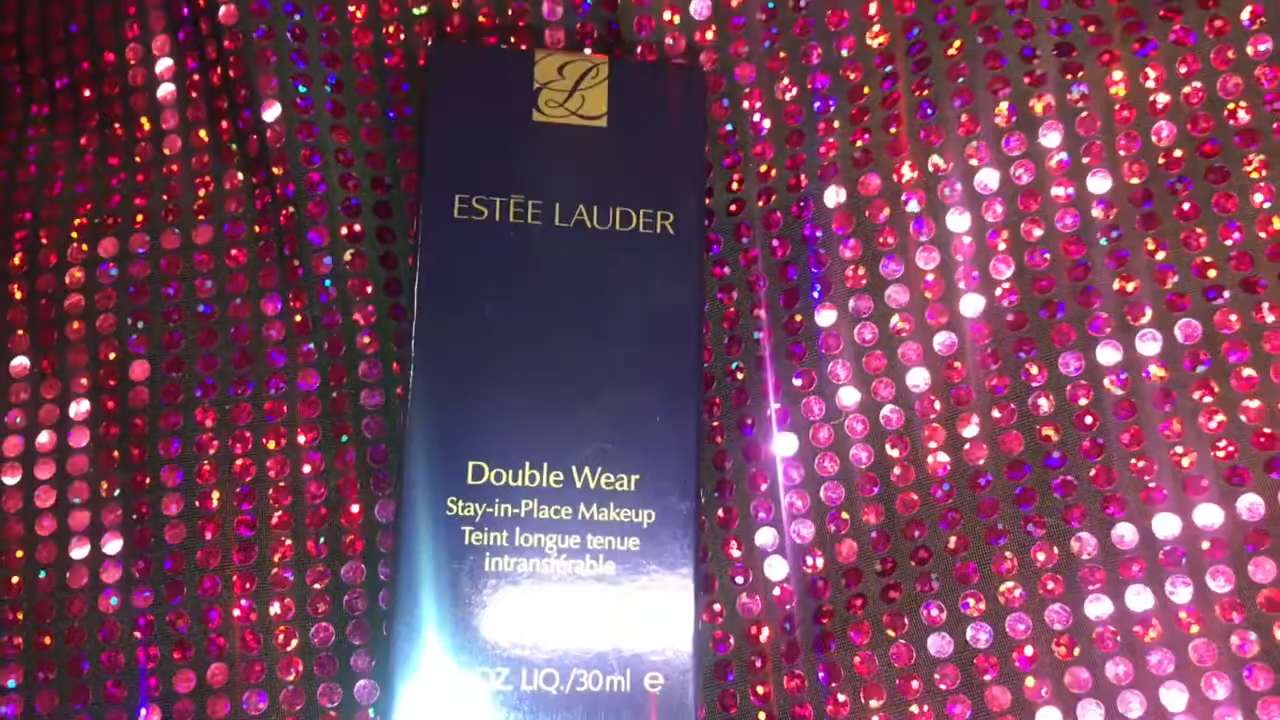 ESTĒE LAUDER
Double Wear
Stay-in-Place Makeup
Teint longue tenue
intransférable
OZ. LIQ./30ml e